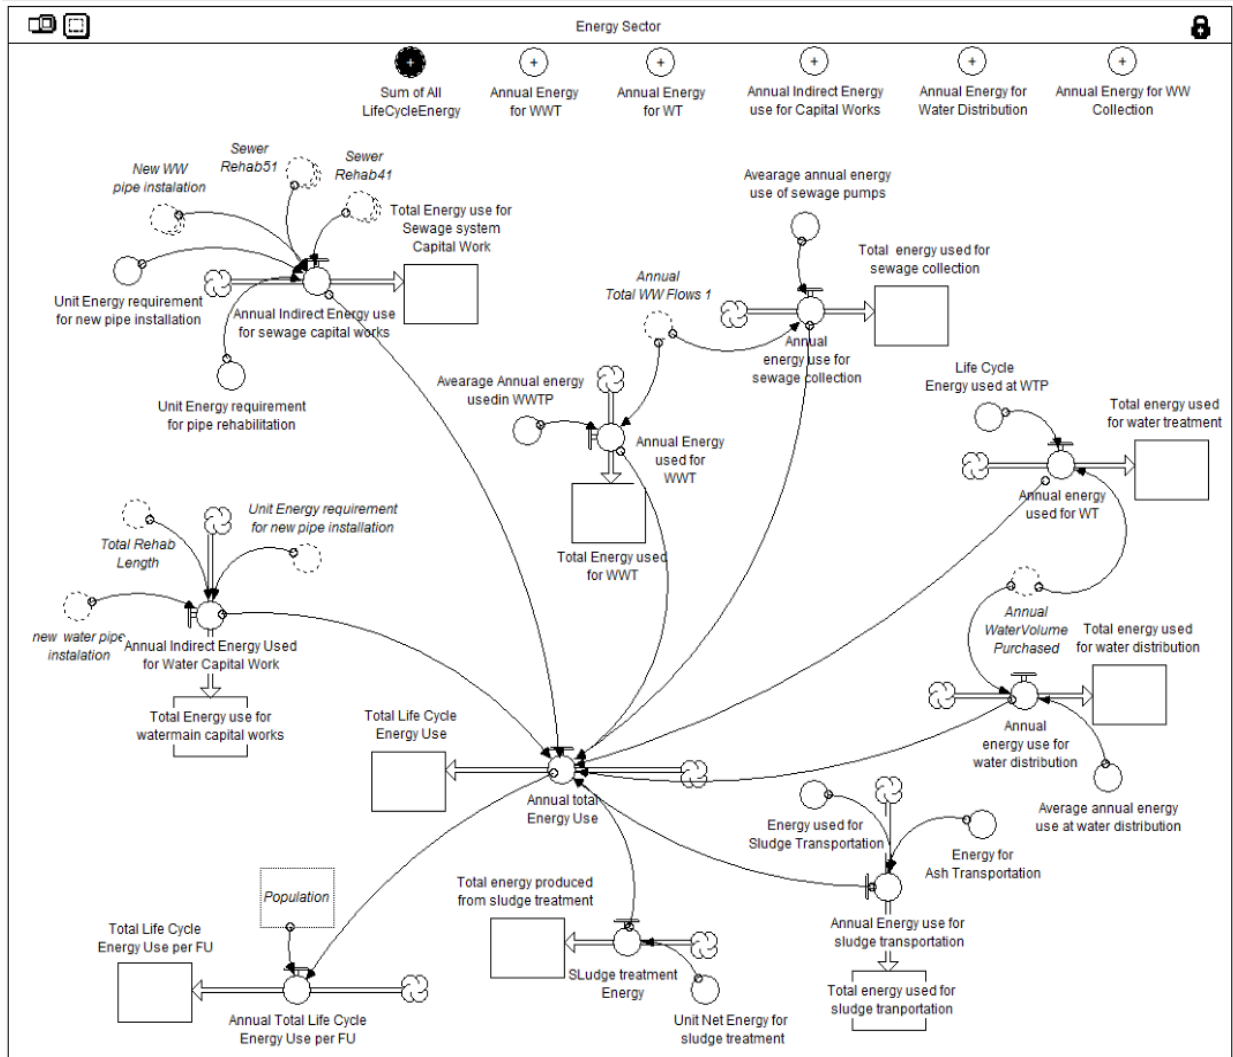 Energy Sector
Sum of All
LifeCycleEnergy
Annual Energy
for WWT
Annual Energy
for WT
Annual Indirect Energy
use for Capital Works
Annual Energy for
Water Distribution
Annual Energy for WW
Collection
New WW
pipe instalation
Sewer
Rehab51
Sewer
Rehab41
Total Energy use for
Sewage system
Capital Work
Unit Energy requirement
for new pipe installation
Annual Indirect Energy use
for sewage capital works
Unit Energy requirement
for pipe rehabilitation
Avearage annual energy
use of sewage pumps
Total energy used for
sewage collection
Annual
Total WW Flows 1
Annual
energy use for
sewage collection
Avearage Annual energy
usedin WWTP
Annual Energy
used for
WWT
Total Energy used
for WWT
Life Cycle
Energy used at WTP
Total energy used
for water treatment
Annual energy
used for WT
Total Rehab
Length
Unit Energy requirement
for new pipe installation
new water pipe
instalation
Annual Indirect Energy Used
for Water Capital Work
Total Energy use for
watermain capital works
Annual
WaterVolume
Purchased
Total energy used
for water distribution
Annual
energy use for
water distribution
Average annual energy
use at water distribution
Total Life Cycle
Energy Use
Annual total
Energy Use
Energy used for
Sludge Transportation
Energy for
Ash Transportation
Annual Energy use for
sludge transportation
Total energy used for
sludge tranportation
Total energy produced
from sludge treatment
SLudge treatment
Energy
Unit Net Energy for
sludge treatment
Population
Total Life Cycle
Energy Use per FU
Annual Total Life Cycle
Energy Use per FU